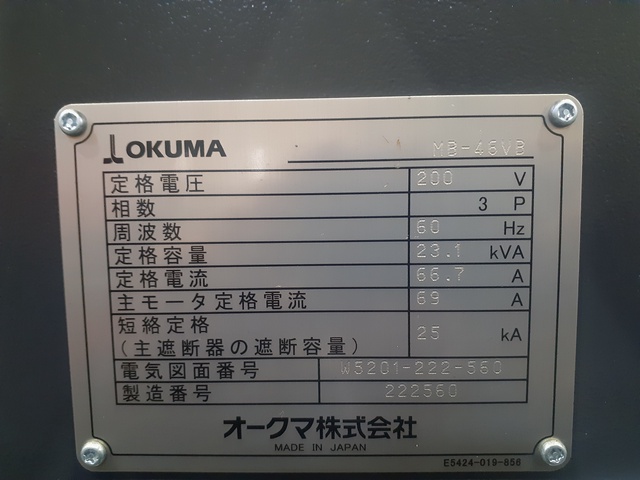 OKUMA
MB-46VB
定格電圧 200 V
相数 3 P
周波数 60 Hz
定格容量 23.1 kVA
定格電流 66.7 A
主モータ定格電流 69 A
短絡定格
(主遮断器の遮断容量) 25 kA
電気図面番号 W5201-222-560
製造番号 222560
オークマ株式会社
MADE IN JAPAN
E5424-019-856